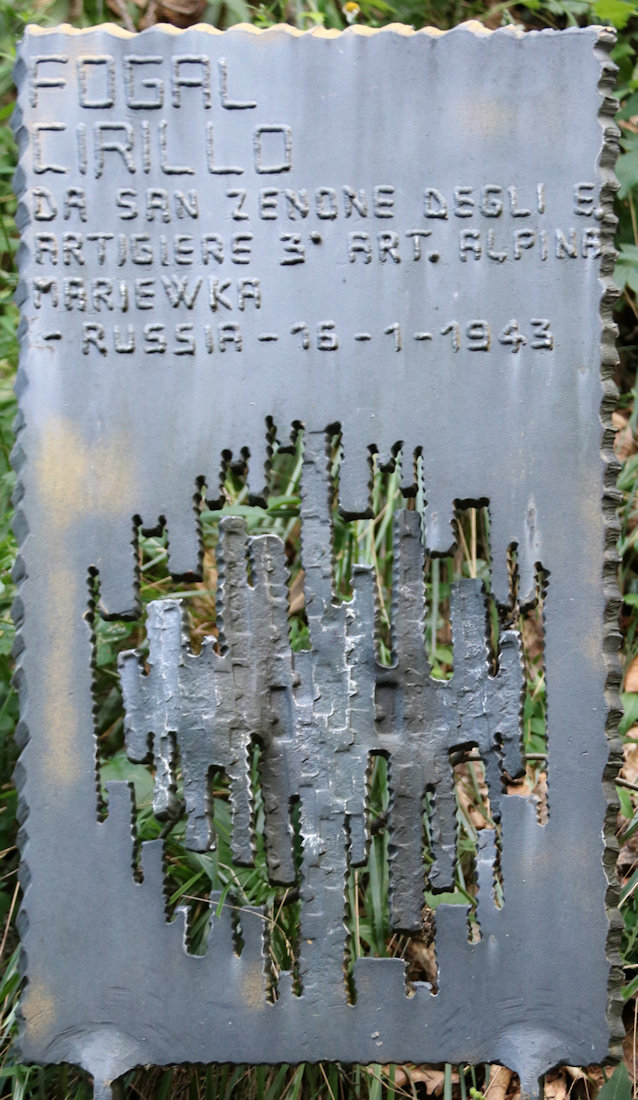 FOGAL
CIRILLO
DA SAN ZENONE DEGLI E.
ARTIGIERE 3° ART. ALPINA
MARIEWKA
- RUSSIA - 16 - 1 - 1943